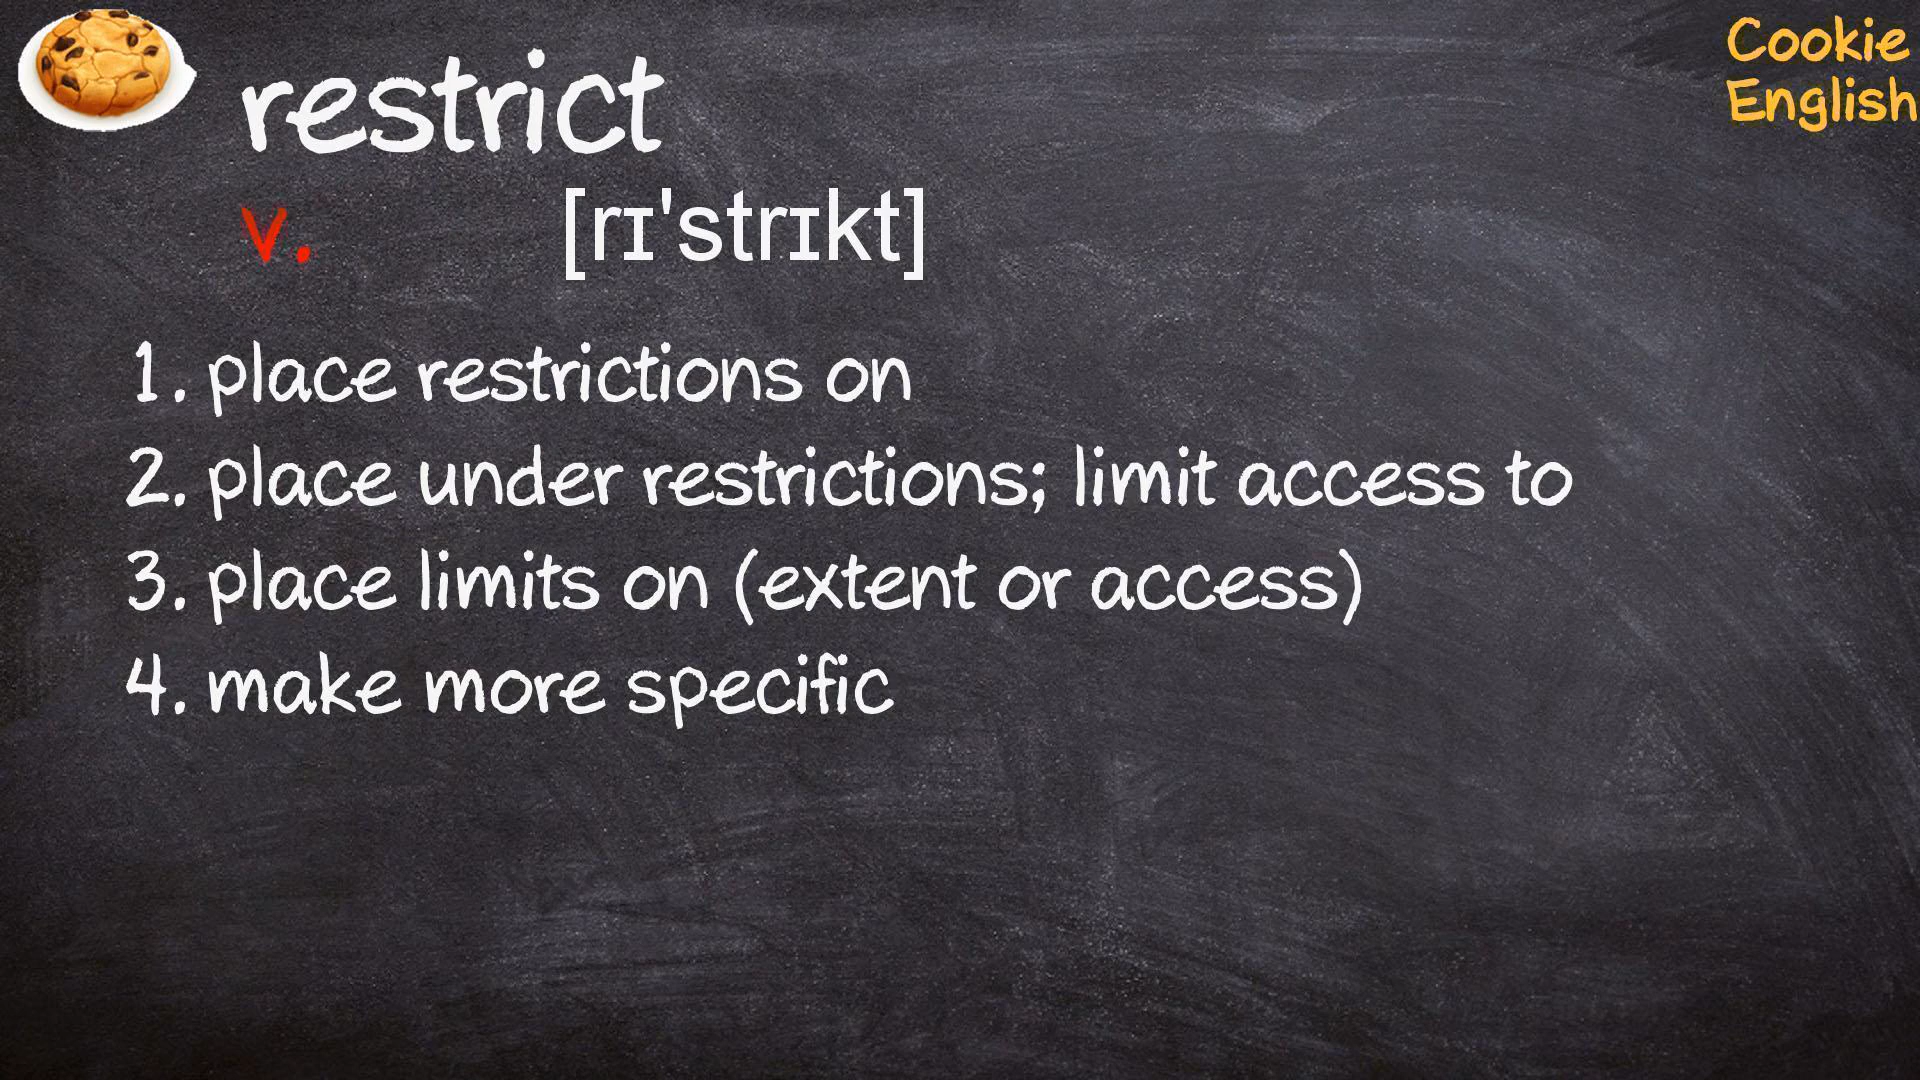 restrict
Cookie
English
v. [rɪ'strɪkt]
1. place restrictions on
2. place under restrictions; limit access to
3. place limits on (extent or access)
4. make more specific